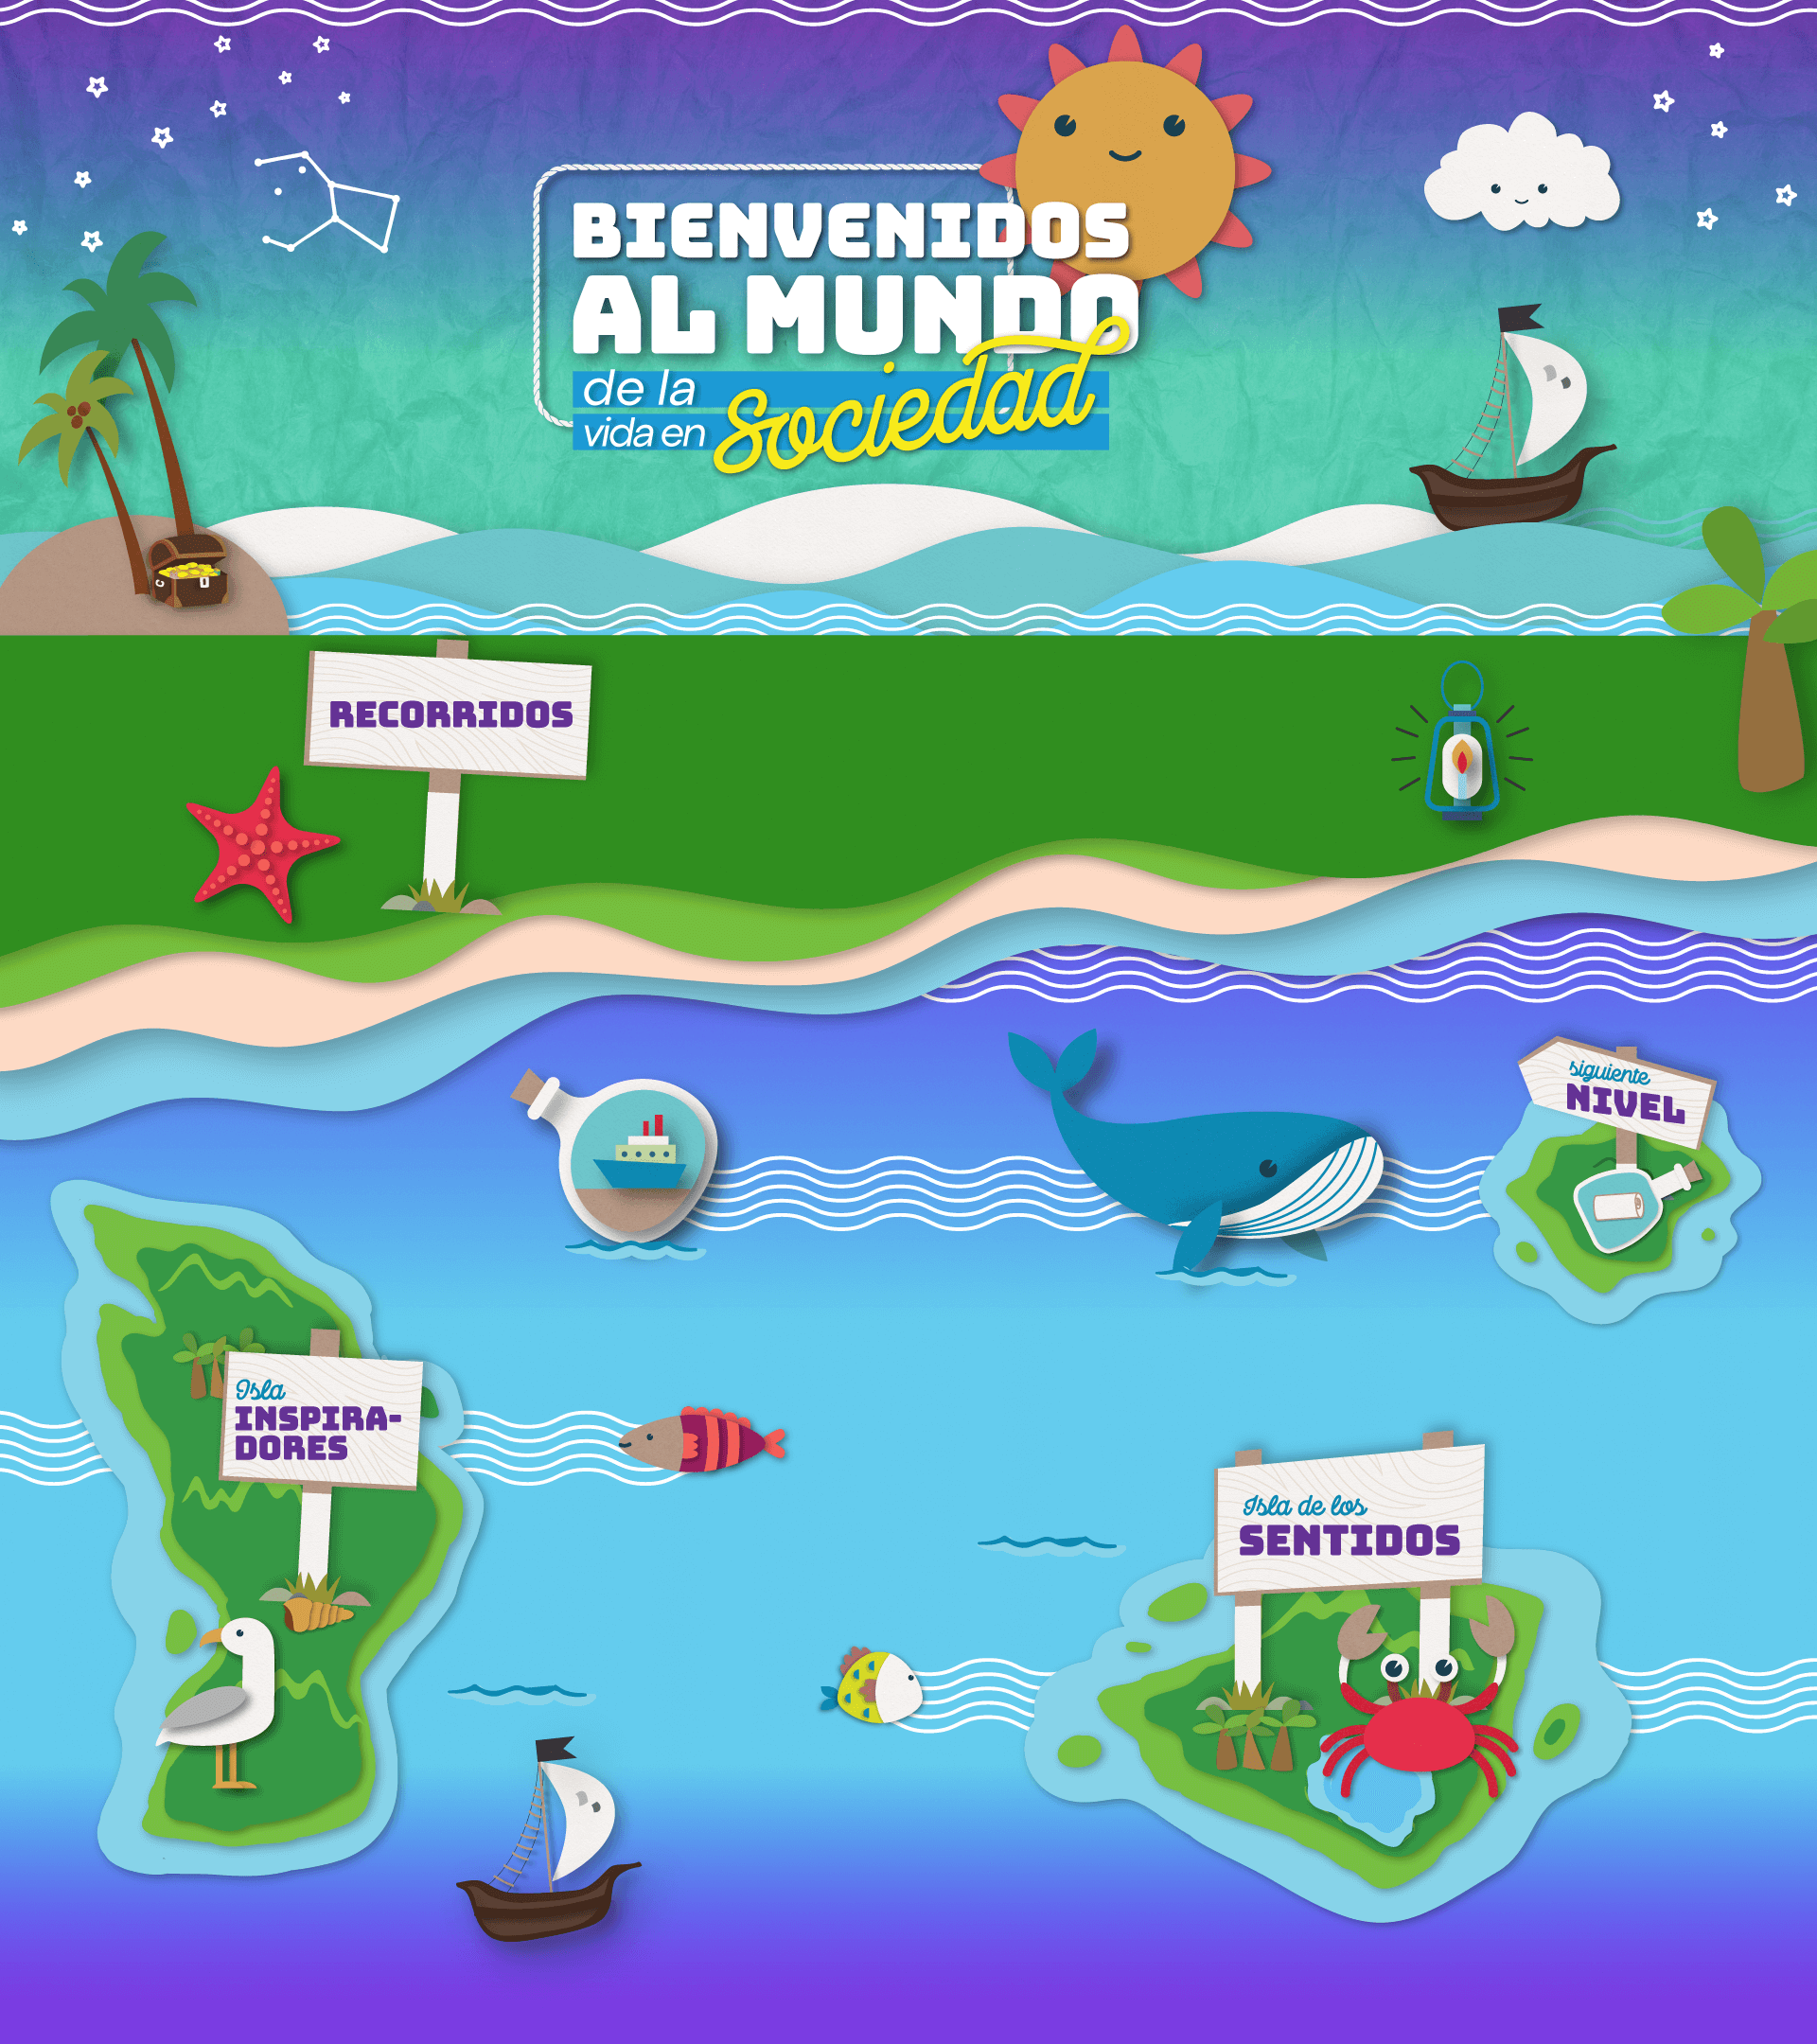 BIENVENIDOS
AL MUNDO
de la
vida en Sociedad
RECORRIDOS
siguiente
NIVEL
Isla
INSPIRA-
DORES
Isla de los
SENTIDOS